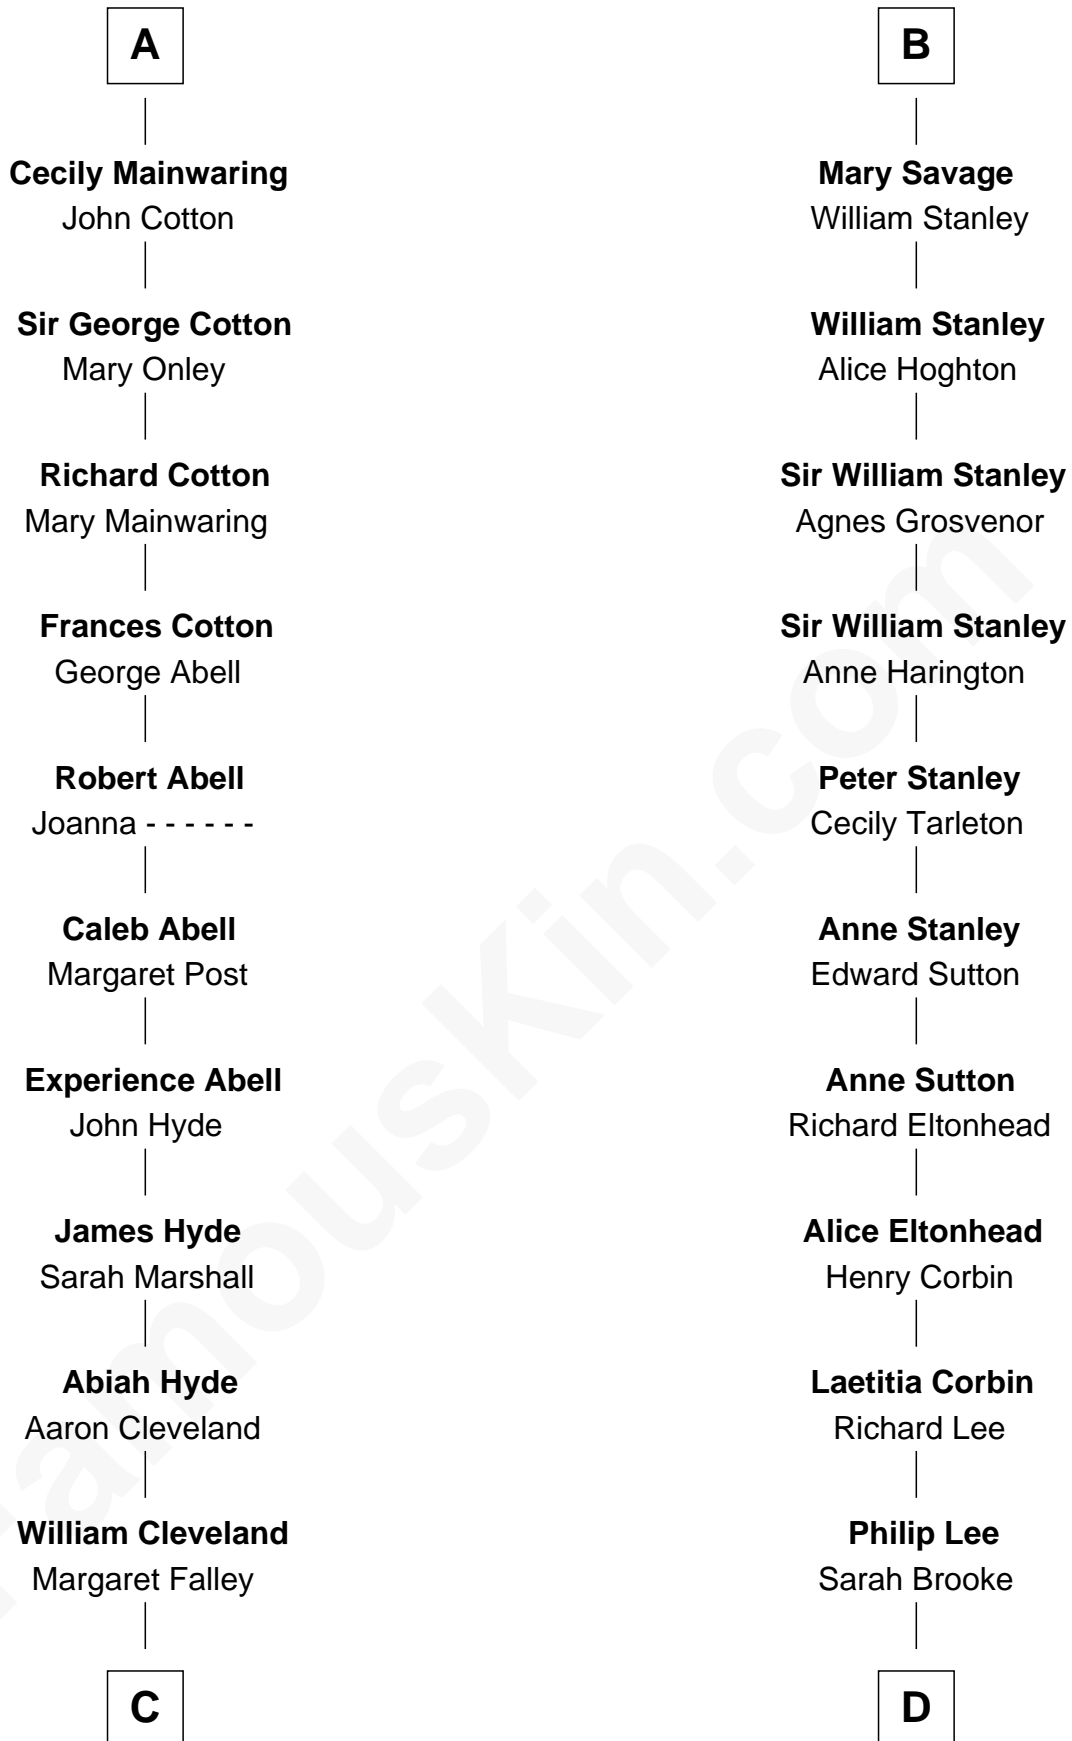 A
Cecily Mainwaring
John Cotton
Sir George Cotton
Mary Onley
Richard Cotton
Mary Mainwaring
Frances Cotton
George Abell
Robert Abell
Joanna - - - - - -
Caleb Abell
Margaret Post
Experience Abell
John Hyde
James Hyde
Sarah Marshall
Abiah Hyde
Aaron Cleveland
William Cleveland
Margaret Falley
C
B
Mary Savage
William Stanley
William Stanley
Alice Hoghton
Sir William Stanley
Agnes Grosvenor
Sir William Stanley
Anne Harington
Peter Stanley
Cecily Tarleton
Anne Stanley
Edward Sutton
Anne Sutton
Richard Eltonhead
Alice Eltonhead
Henry Corbin
Laetitia Corbin
Richard Lee
Philip Lee
Sarah Brooke
D
FamousKin.com